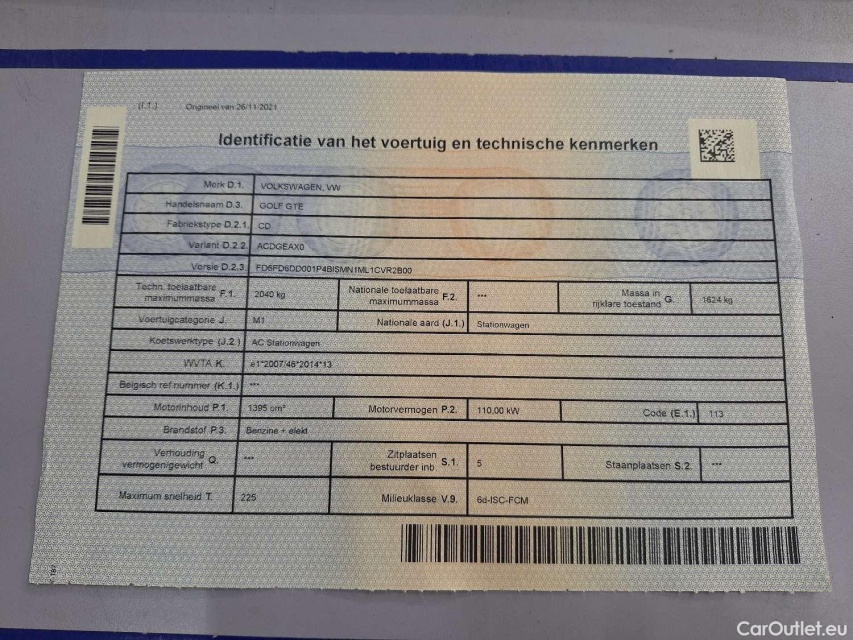 (I.1.) Origineel van 26/11/2021
Identificatie van het voertuig en technische kenmerken
Merk D.1. VOLKSWAGEN, VW
Handelsnaam D.3. GOLF GTE
Fabriekstype D.2.1. CD
Variant D.2.2. ACDGEAX0
Versie D.2.3. FD6FD6DD001P4BISMN1ML1CVR2B00
Techn. toelaatbare maximummassa F.1. 2040 kg Nationale toelaatbare maximummassa F.2. *** Massa in rijklare toestand G. 1624 kg
Voertuigcategorie J. M1 Nationale aard (J.1.) Stationwagen
Koetswerktype (J.2.) AC Stationwagen
WVTA K. e1*2007/46*2014*13
Belgisch ref.nummer (K.1.) ***
Motorinhoud P.1. 1395 cm³ Motorvermogen P.2. 110,00 kW Code (E.1.) 113
Brandstof P.3. Benzine + elekt
Verhouding vermogen/gewicht Q. *** Zitplaatsen bestuurder inb. S.1. 5 Staanplaatsen S.2. ***
Maximum snelheid T. 225 Milieuklasse V.9. 6d-ISC-FCM
CarOutlet.eu